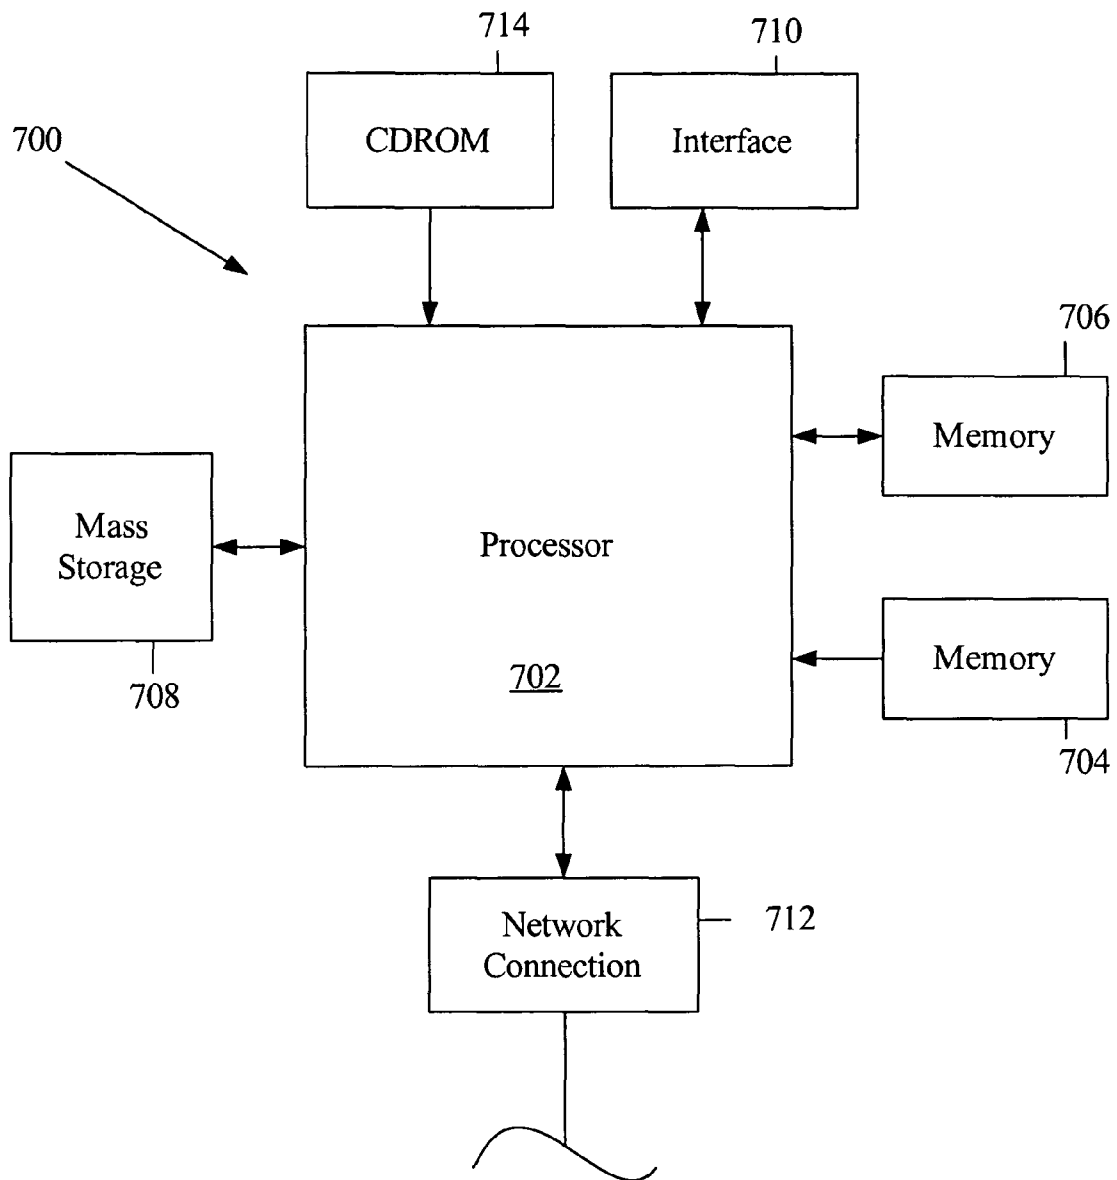 714
710
700
CDROM
Interface
706
Memory
Mass
Storage
Processor
708
702
Memory
704
Network
Connection
712